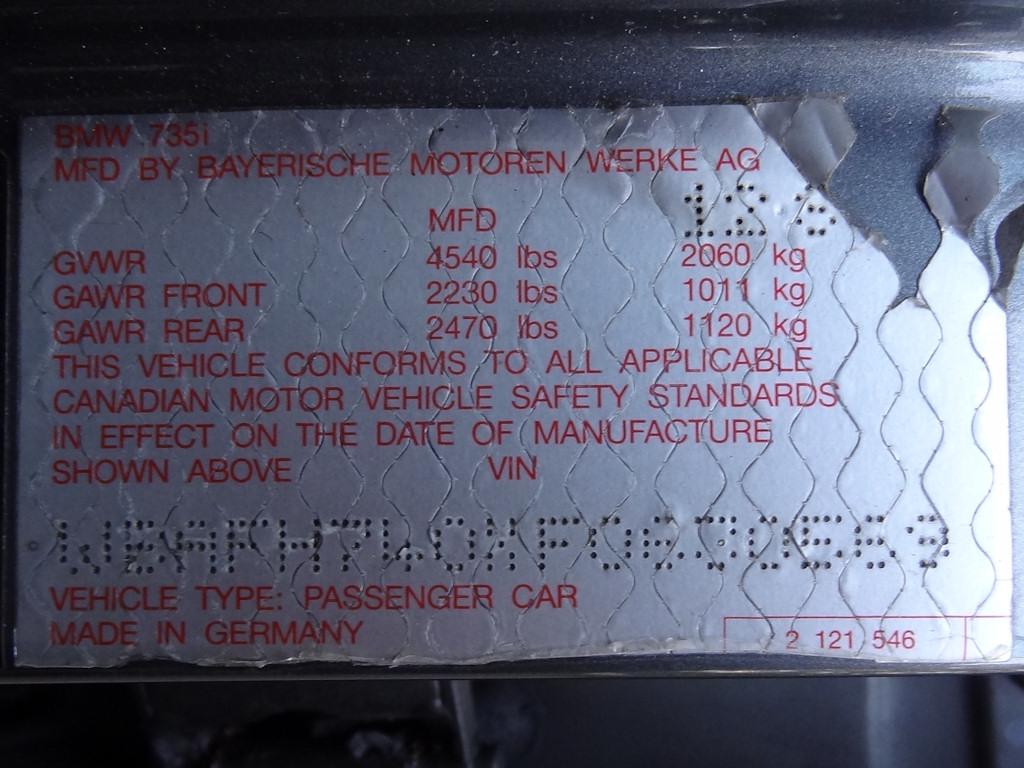 BMW 735i
MFD BY BAYERISCHE MOTOREN WERKE AG
MFD
GVWR 4540 lbs 2060 kg
GAWR FRONT 2230 lbs 1011 kg
GAWR REAR 2470 lbs 1120 kg
THIS VEHICLE CONFORMS TO ALL APPLICABLE
CANADIAN MOTOR VEHICLE SAFETY STANDARDS
IN EFFECT ON THE DATE OF MANUFACTURE
SHOWN ABOVE VIN
VEHICLE TYPE: PASSENGER CAR
MADE IN GERMANY
2 121 546